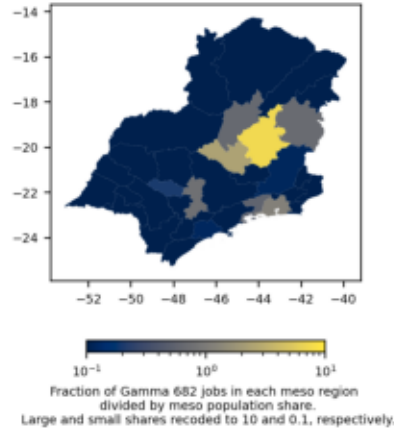 −14
−16
−18
−20
−22
−24
−52 −50 −48 −46 −44 −42 −40
10⁻¹ 10⁰ 10¹
Fraction of Gamma 682 jobs in each meso region
divided by meso population share.
Large and small shares recoded to 10 and 0.1, respectively.